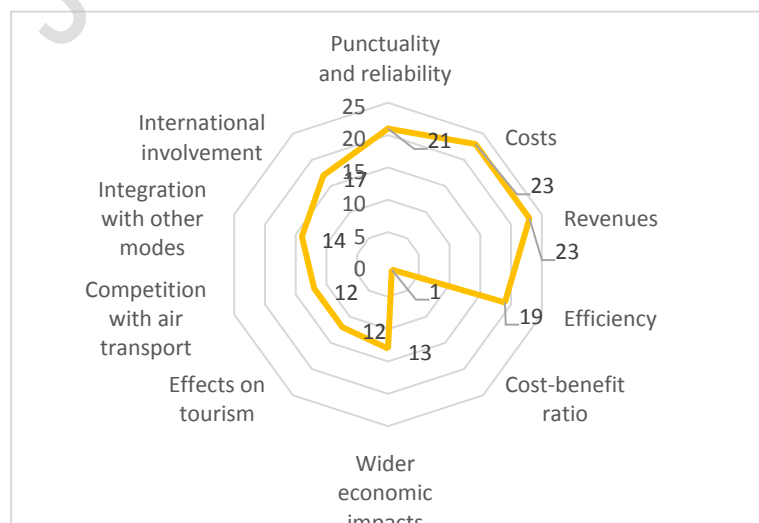 Punctuality
and reliability
Costs
Revenues
Efficiency
Cost-benefit
ratio
Wider
economic
impacts
Effects on
tourism
Competition
with air
transport
Integration
with other
modes
International
involvement
25
20
15
10
5
0
21
23
23
19
1
13
12
12
14
17